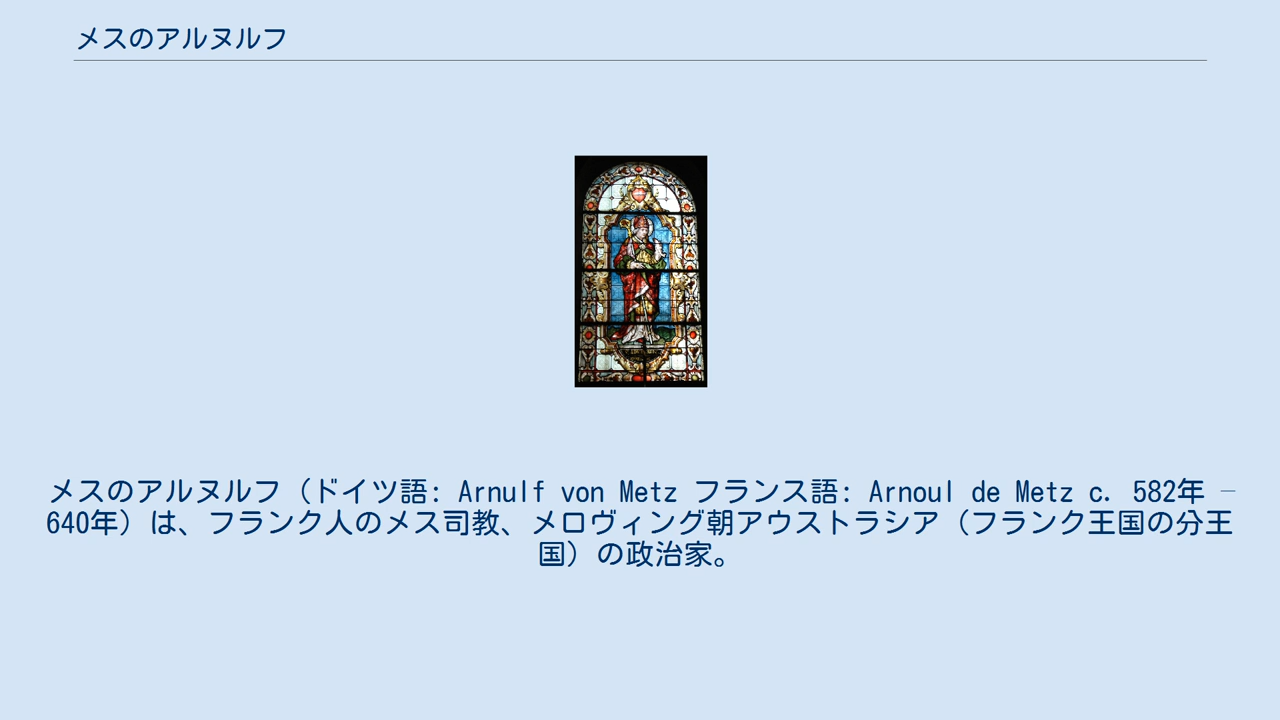 メスのアルヌルフ
メスのアルヌルフ（ドイツ語: Arnulf von Metz フランス語: Arnoul de Metz c. 582年 –
640年）は、フランク人のメス司教、メロヴィング朝アウストラシア（フランク王国の分王
国）の政治家。